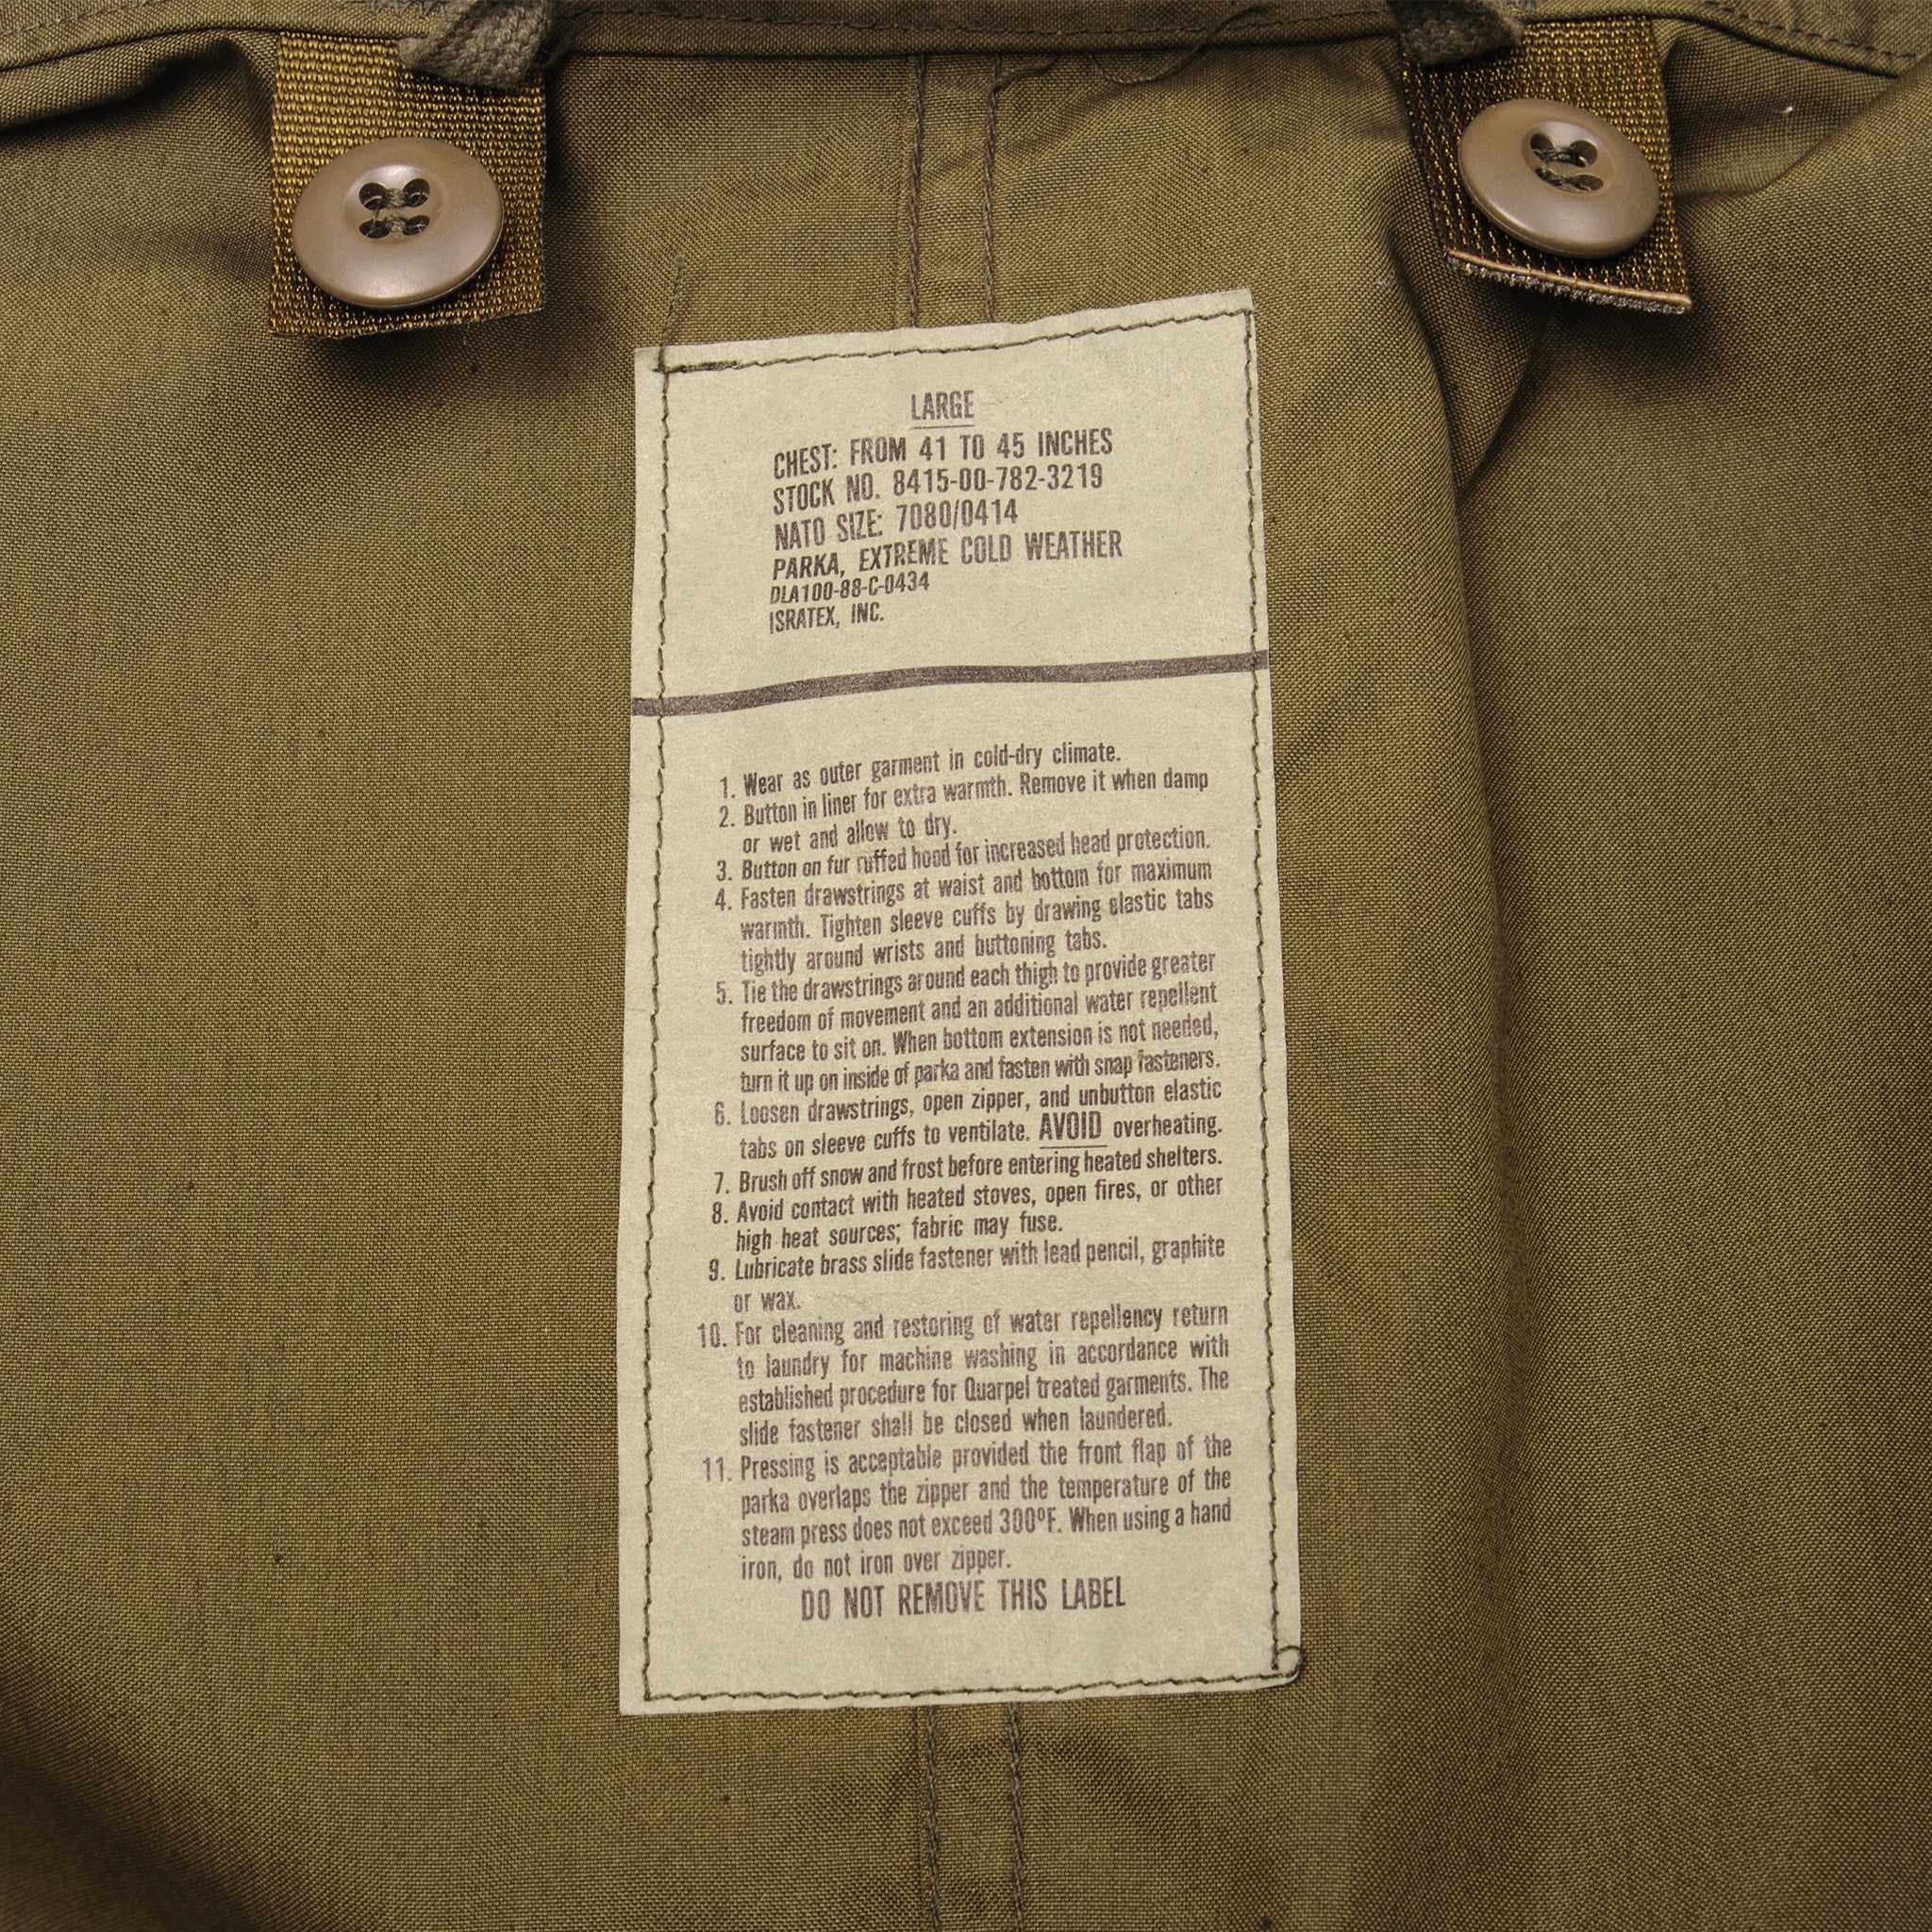 LARGE
CHEST: FROM 41 TO 45 INCHES
STOCK NO. 8415-00-782-3219
NATO SIZE: 7080/0414
PARKA, EXTREME COLD WEATHER
DLA100-88-C-0434
ISRATEX, INC.
1. Wear as outer garment in cold-dry climate.
2. Button in liner for extra warmth. Remove it when damp
or wet and allow to dry.
3. Button on fur ruffed hood for increased head protection.
4. Fasten drawstrings at waist and bottom for maximum
warmth. Tighten sleeve cuffs by drawing elastic tabs
tightly around wrists and buttoning tabs.
5. Tie the drawstrings around each thigh to provide greater
freedom of movement and an additional water repellent
surface to sit on. When bottom extension is not needed,
turn it up on inside of parka and fasten with snap fasteners.
6. Loosen drawstrings, open zipper, and unbutton elastic
tabs on sleeve cuffs to ventilate. AVOID overheating.
7. Brush off snow and frost before entering heated shelters.
8. Avoid contact with heated stoves, open fires, or other
high heat sources; fabric may fuse.
9. Lubricate brass slide fastener with lead pencil, graphite
or wax.
10. For cleaning and restoring of water repellency return
to laundry for machine washing in accordance with
established procedure for Quarpel treated garments. The
slide fastener shall be closed when laundered.
11. Pressing is acceptable provided the front flap of the
parka overlaps the zipper and the temperature of the
steam press does not exceed 300ºF. When using a hand
iron, do not iron over zipper.
DO NOT REMOVE THIS LABEL